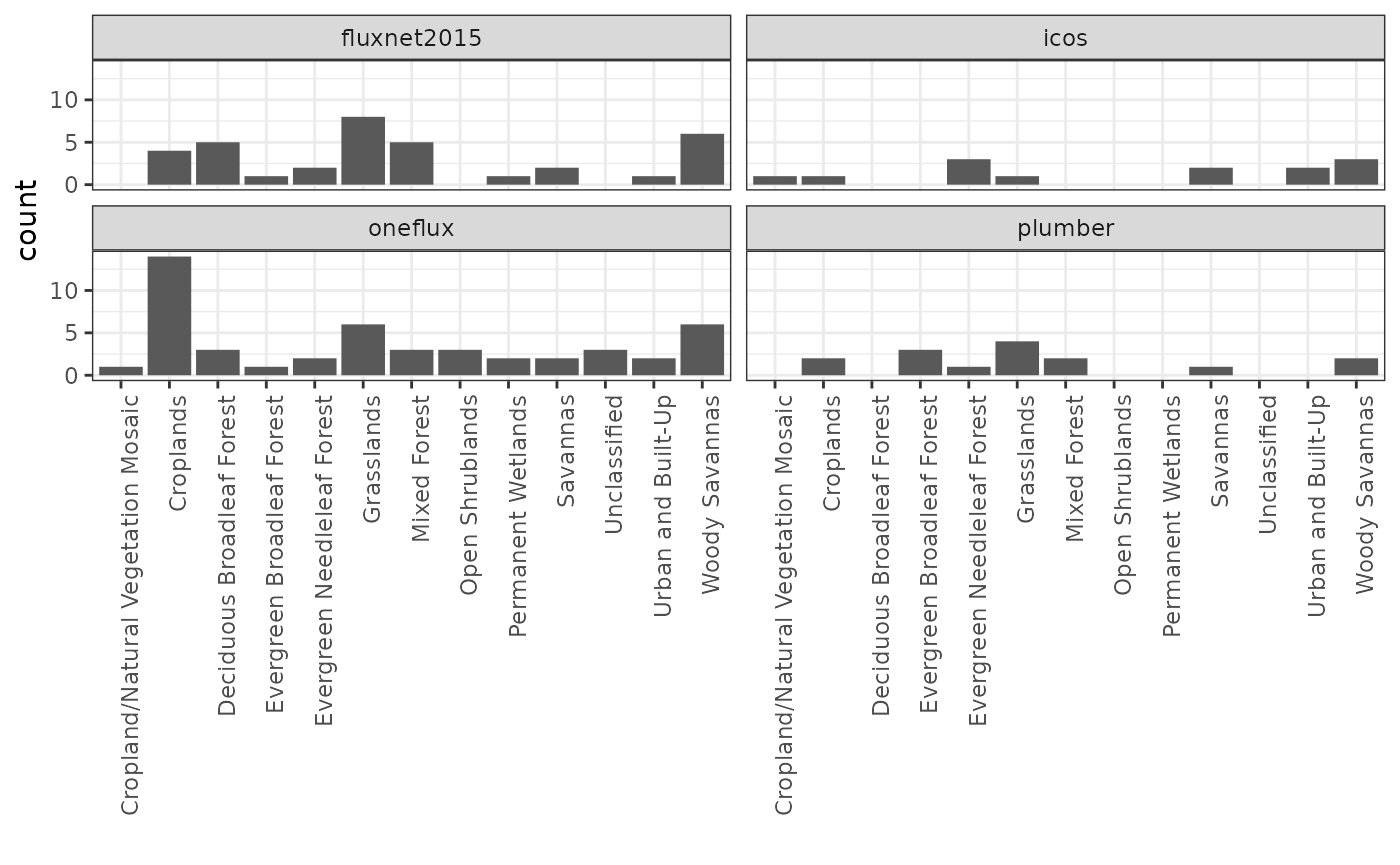 fluxnet2015
icos
10
5
0
count
oneflux
plumber
10
5
0
Cropland/Natural Vegetation Mosaic
Croplands
Deciduous Broadleaf Forest
Evergreen Broadleaf Forest
Evergreen Needleleaf Forest
Grasslands
Mixed Forest
Open Shrublands
Permanent Wetlands
Savannas
Unclassified
Urban and Built-Up
Woody Savannas
Cropland/Natural Vegetation Mosaic
Croplands
Deciduous Broadleaf Forest
Evergreen Broadleaf Forest
Evergreen Needleleaf Forest
Grasslands
Mixed Forest
Open Shrublands
Permanent Wetlands
Savannas
Unclassified
Urban and Built-Up
Woody Savannas